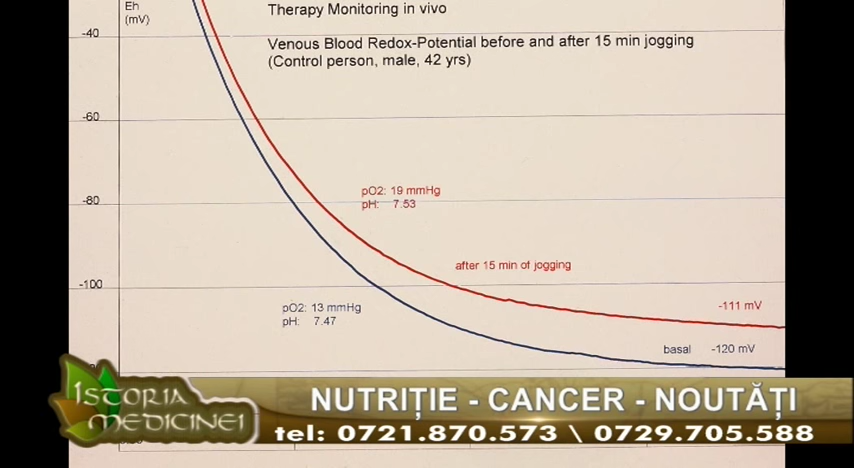 Eh
(mV)
Therapy Monitoring in vivo
-40
Venous Blood Redox-Potential before and after 15 min jogging
(Control person, male, 42 yrs)
-60
-80
pO2: 19 mmHg
pH: 7.53
after 15 min of jogging
-100
pO2: 13 mmHg
pH: 7.47
-111 mV
basal -120 mV
ISTORIA
MEDICINEI
NUTRIȚIE - CANCER - NOUTĂȚI
tel: 0721.870.573 \ 0729.705.588